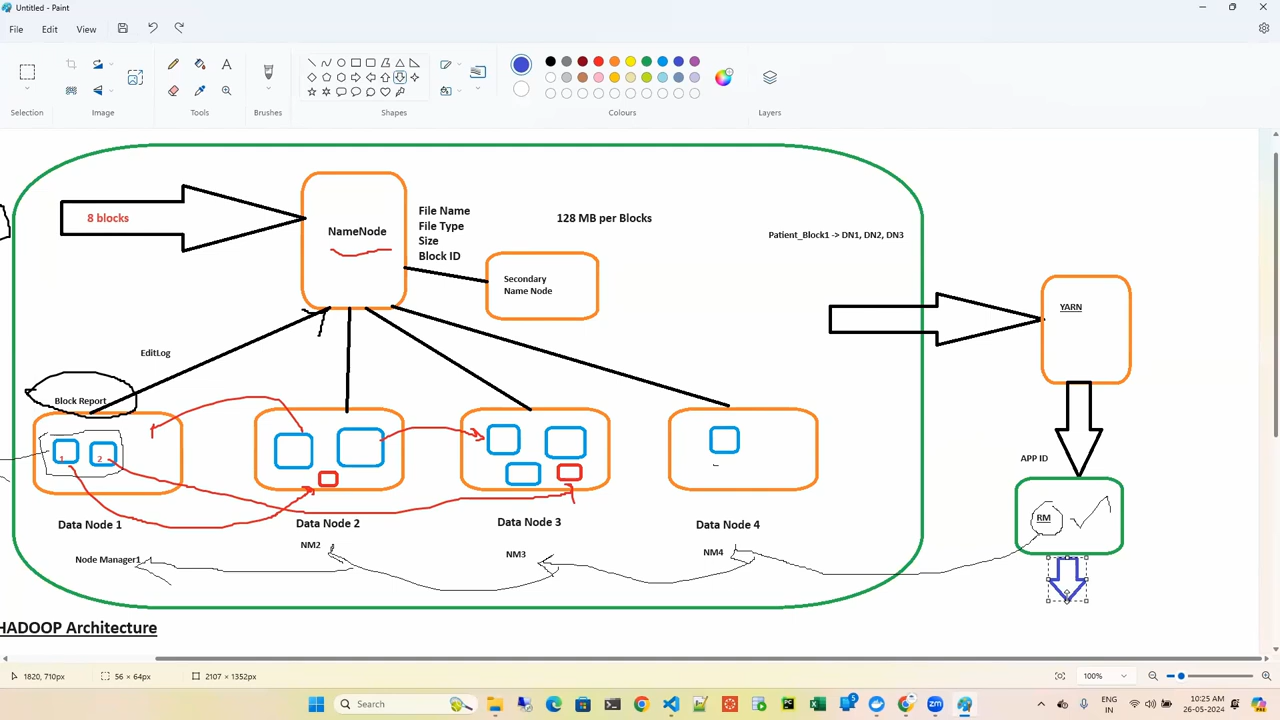 Untitled - Paint
File Edit View
Selection Image Tools Brushes Shapes Colours Layers
8 blocks
NameNode
File Name
File Type
Size
Block ID
128 MB per Blocks
Patient_Block1 -> DN1, DN2, DN3
Secondary
Name Node
YARN
EditLog
Block Report
1 2
APP ID
RM
Data Node 1 Data Node 2 Data Node 3 Data Node 4
Node Manager1 NM2 NM3 NM4
HADOOP Architecture
1820, 710px 56 × 64px 2107 × 1352px 100%
Search
ENG
IN
10:25 AM
26-05-2024